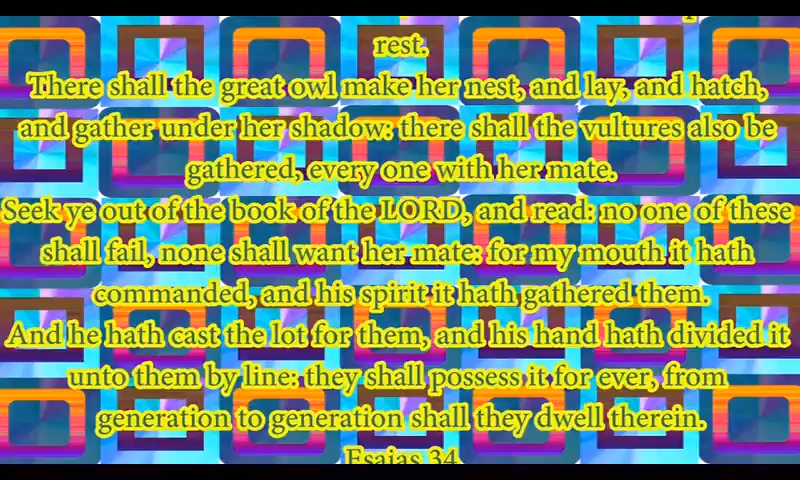 rest.
There shall the great owl make her nest, and lay, and hatch,
and gather under her shadow: there shall the vultures also be
gathered, every one with her mate.
Seek ye out of the book of the LORD, and read: no one of these
shall fail, none shall want her mate: for my mouth it hath
commanded, and his spirit it hath gathered them.
And he hath cast the lot for them, and his hand hath divided it
unto them by line: they shall possess it for ever, from
generation to generation shall they dwell therein.
Esaias 34